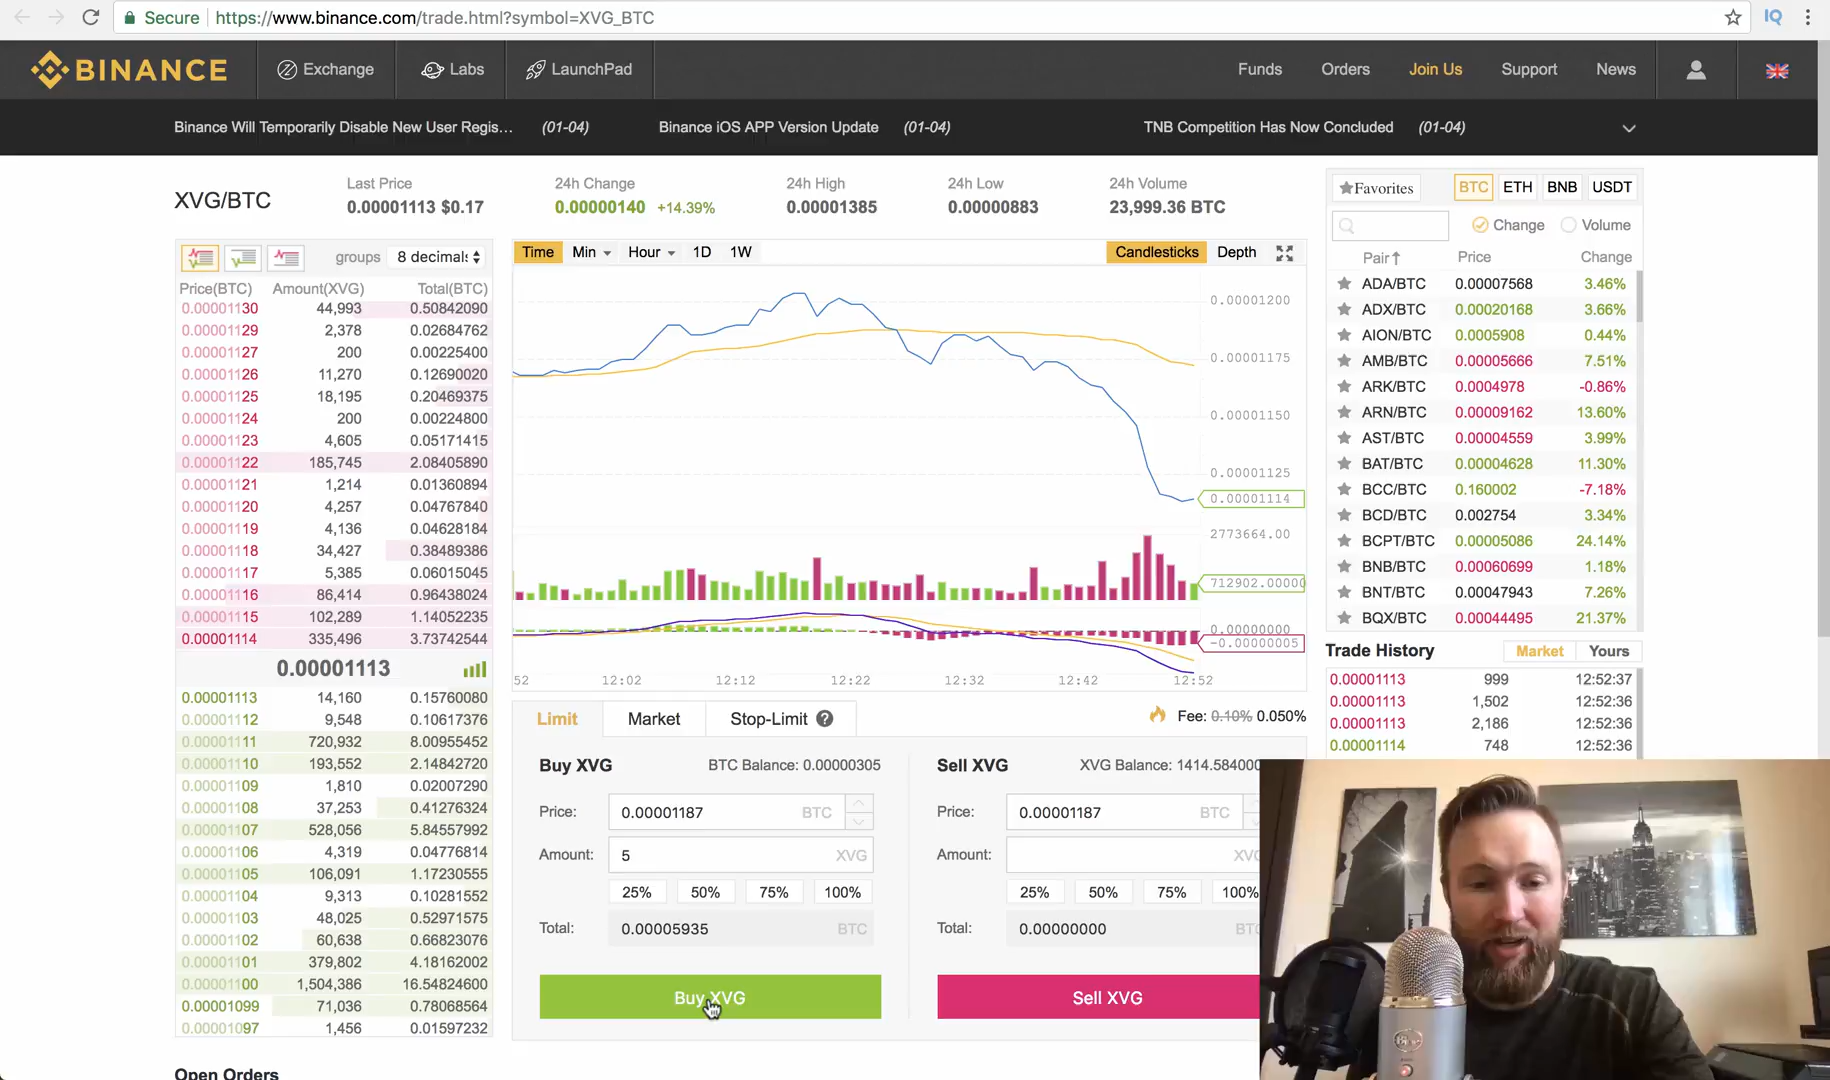 Secure https://www.binance.com/trade.html?symbol=XVG_BTC
IQ
BINANCE Exchange Labs LaunchPad Funds Orders Join Us Support News
Binance Will Temporarily Disable New User Regis... (01-04) Binance iOS APP Version Update (01-04) TNB Competition Has Now Concluded (01-04)
XVG/BTC
Last Price 24h Change 24h High 24h Low 24h Volume
0.00001113 $0.17 0.00000140 +14.39% 0.00001385 0.00000883 23,999.36 BTC
groups 8 decimals
Price(BTC) Amount(XVG) Total(BTC)
0.00001130 44,993 0.50842090
0.00001129 2,378 0.02684762
0.00001127 200 0.00225400
0.00001126 11,270 0.12690020
0.00001125 18,195 0.20469375
0.00001124 200 0.00224800
0.00001123 4,605 0.05171415
0.00001122 185,745 2.08405890
0.00001121 1,214 0.01360894
0.00001120 4,257 0.04767840
0.00001119 4,136 0.04628184
0.00001118 34,427 0.38489386
0.00001117 5,385 0.06015045
0.00001116 86,414 0.96438024
0.00001115 102,289 1.14052235
0.00001114 335,496 3.73742544
0.00001113
0.00001113 14,160 0.15760080
0.00001112 9,548 0.10617376
0.00001111 720,932 8.00955452
0.00001110 193,552 2.14842720
0.00001109 1,810 0.02007290
0.00001108 37,253 0.41276324
0.00001107 528,056 5.84557992
0.00001106 4,319 0.04776814
0.00001105 106,091 1.17230555
0.00001104 9,313 0.10281552
0.00001103 48,025 0.52971575
0.00001102 60,638 0.66823076
0.00001101 379,802 4.18162002
0.00001100 1,504,386 16.54824600
0.00001099 71,036 0.78068564
0.00001097 1,456 0.01597232
Open Orders
Time Min Hour 1D 1W Candlesticks Depth
0.00001200
0.00001175
0.00001150
0.00001125
0.00001114
2773664.00
712902.00000
0.00000000
-0.00000005
52 12:02 12:12 12:22 12:32 12:42 12:52
Limit Market Stop-Limit ? Fee: 0.10% 0.050%
Buy XVG BTC Balance: 0.00000305
Price: 0.00001187 BTC
Amount: 5 XVG
25% 50% 75% 100%
Total: 0.00005935 BTC
Buy XVG
Sell XVG XVG Balance: 1414.584000
Price: 0.00001187 BTC
Amount: XVG
25% 50% 75% 100%
Total: 0.00000000 BTC
Sell XVG
Favorites BTC ETH BNB USDT
Change Volume
Pair Price Change
ADA/BTC 0.00007568 3.46%
ADX/BTC 0.00020168 3.66%
AION/BTC 0.0005908 0.44%
AMB/BTC 0.00005666 7.51%
ARK/BTC 0.0004978 -0.86%
ARN/BTC 0.00009162 13.60%
AST/BTC 0.00004559 3.99%
BAT/BTC 0.00004628 11.30%
BCC/BTC 0.160002 -7.18%
BCD/BTC 0.002754 3.34%
BCPT/BTC 0.00005086 24.14%
BNB/BTC 0.00060699 1.18%
BNT/BTC 0.00047943 7.26%
BQX/BTC 0.00044495 21.37%
Trade History Market Yours
0.00001113 999 12:52:37
0.00001113 1,502 12:52:36
0.00001113 2,186 12:52:36
0.00001114 748 12:52:36